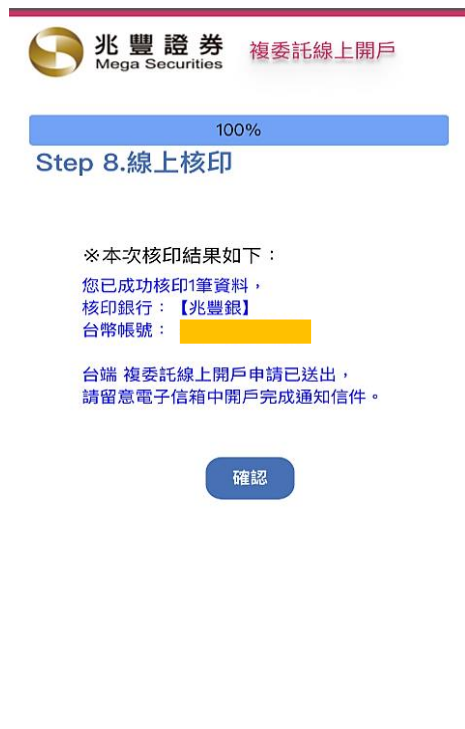 兆豐證券
Mega Securities
複委託線上開戶
100%
Step 8.線上核印
※本次核印結果如下：
您已成功核印1筆資料，
核印銀行：【兆豐銀】
台幣帳號：
台端 複委託線上開戶申請已送出，
請留意電子信箱中開戶完成通知信件。
確認